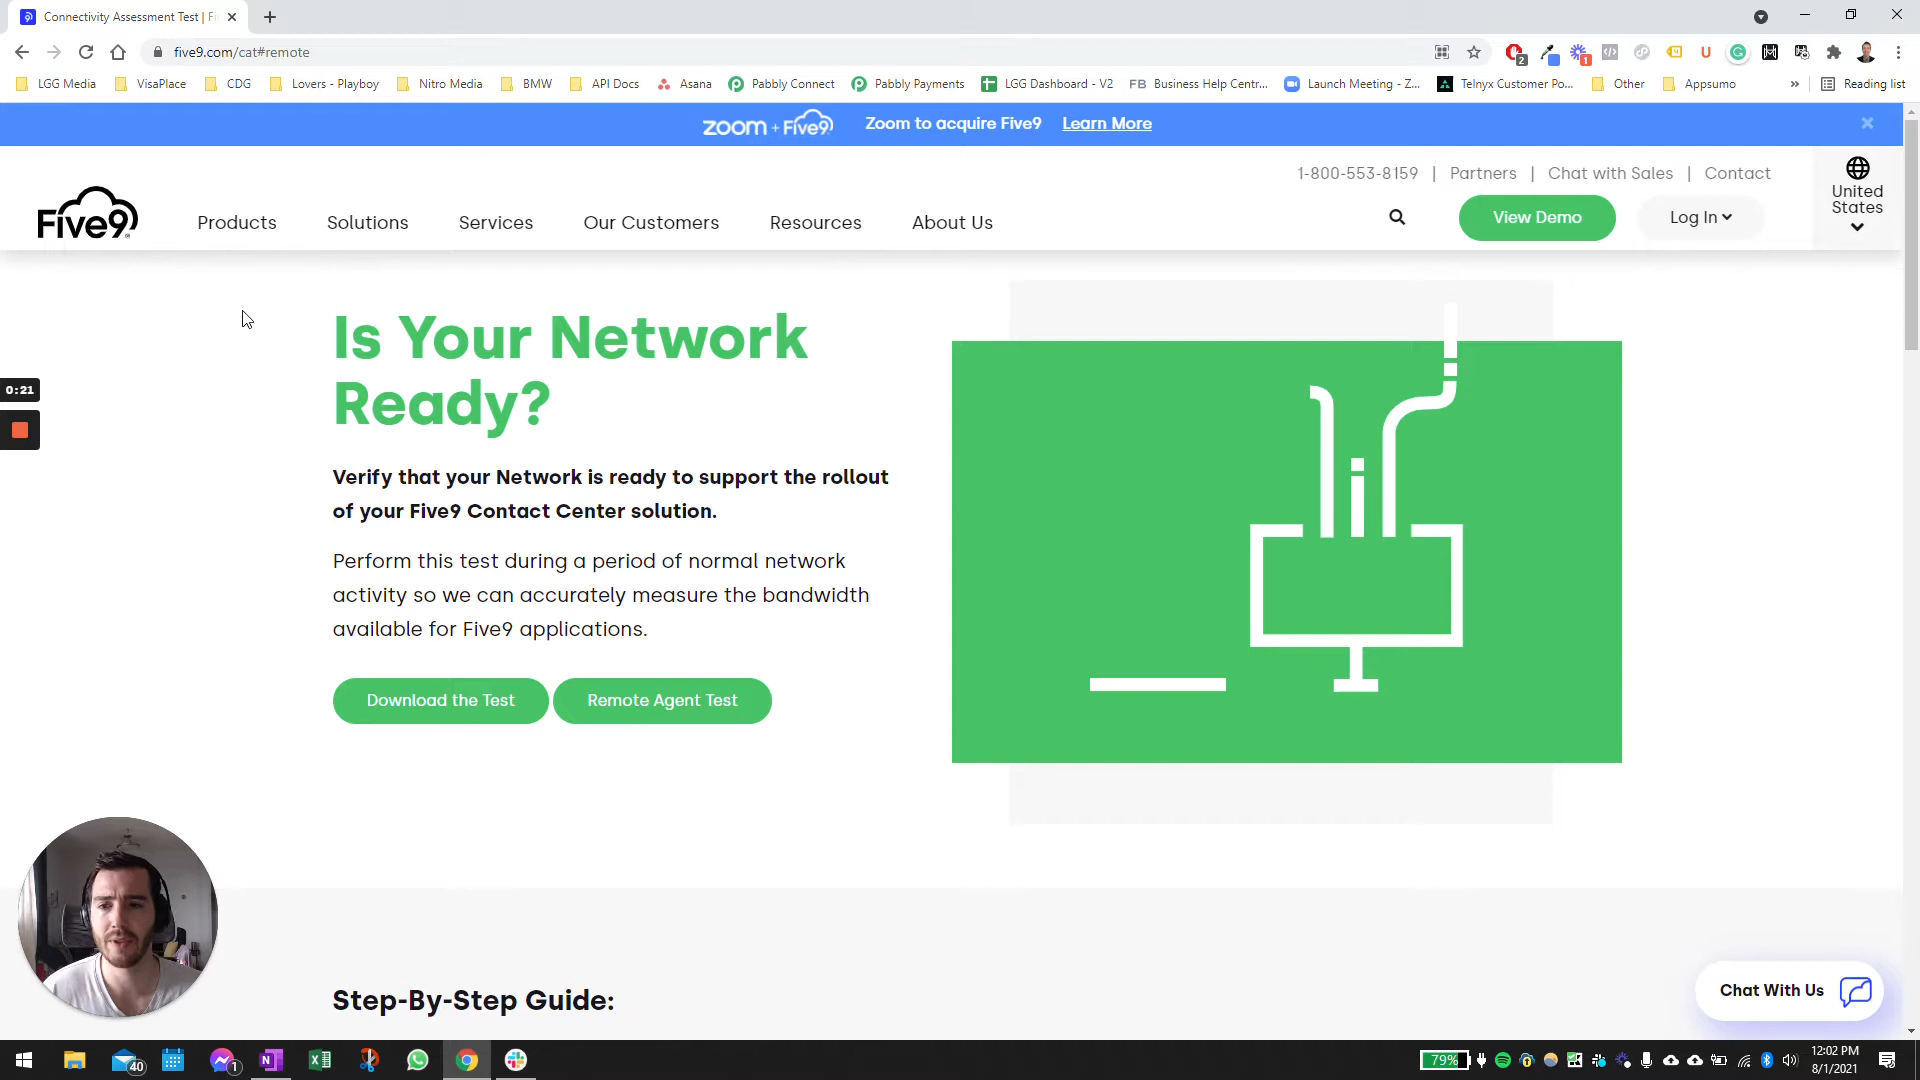 Connectivity Assessment Test | Fi
five9.com/cat#remote
2
1
LGG Media
VisaPlace
CDG
Lovers - Playboy
Nitro Media
BMW
API Docs
Asana
Pabbly Connect
Pabbly Payments
LGG Dashboard - V2
FB Business Help Centr...
Launch Meeting - Z...
Telnyx Customer Po...
Other
Appsumo
»
Reading list
zoom + Five9
Zoom to acquire Five9
Learn More
1-800-553-8159 | Partners | Chat with Sales | Contact
United
States
Five9
Products
Solutions
Services
Our Customers
Resources
About Us
View Demo
Log In
Is Your Network
Ready?
0:21
Verify that your Network is ready to support the rollout
of your Five9 Contact Center solution.
Perform this test during a period of normal network
activity so we can accurately measure the bandwidth
available for Five9 applications.
Download the Test
Remote Agent Test
Step-By-Step Guide:
Chat With Us
40
1
79%
12:02 PM
8/1/2021